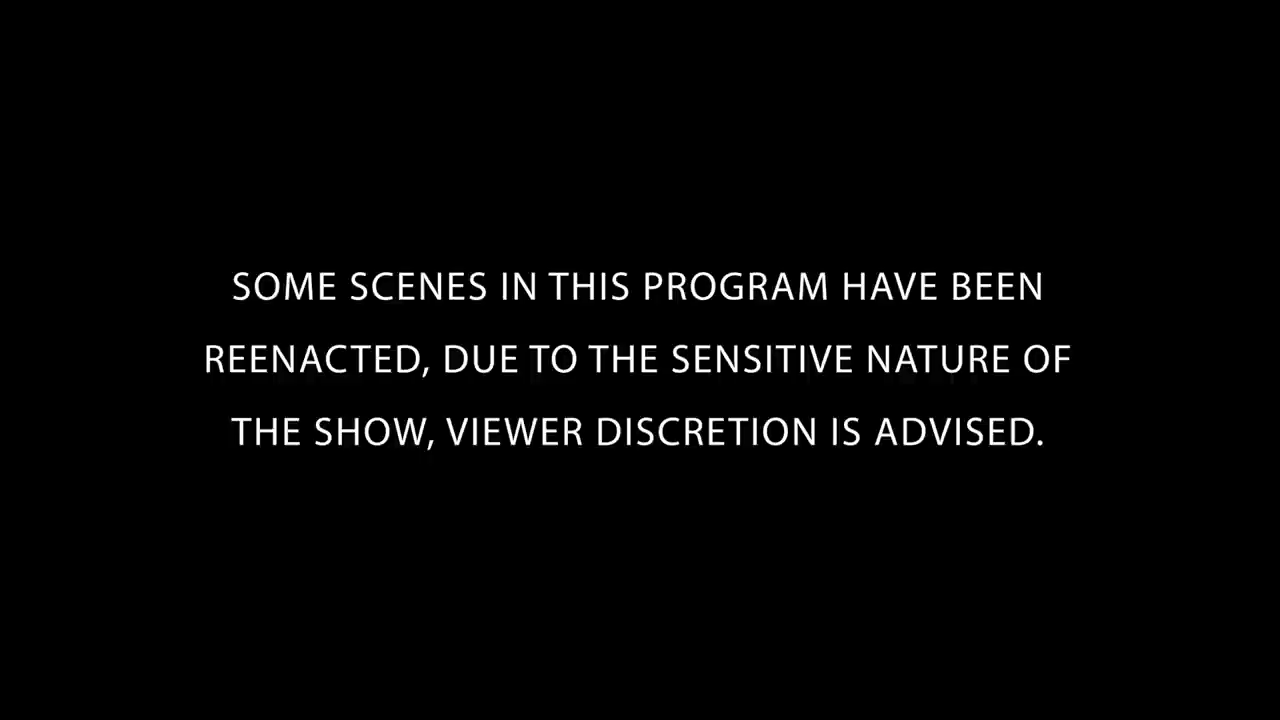 SOME SCENES IN THIS PROGRAM HAVE BEEN
REENACTED, DUE TO THE SENSITIVE NATURE OF
THE SHOW, VIEWER DISCRETION IS ADVISED.